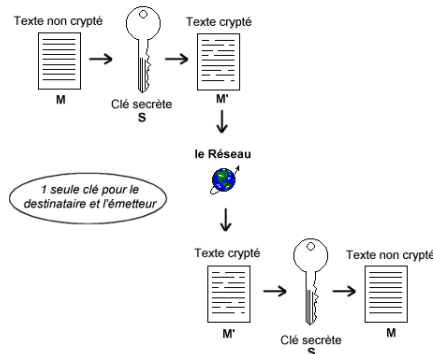 Texte non crypté
Texte crypté
M
Clé secrète
S
M'
le Réseau
1 seule clé pour le
destinataire et l'émetteur
Texte crypté
Texte non crypté
M'
Clé secrète
S
M